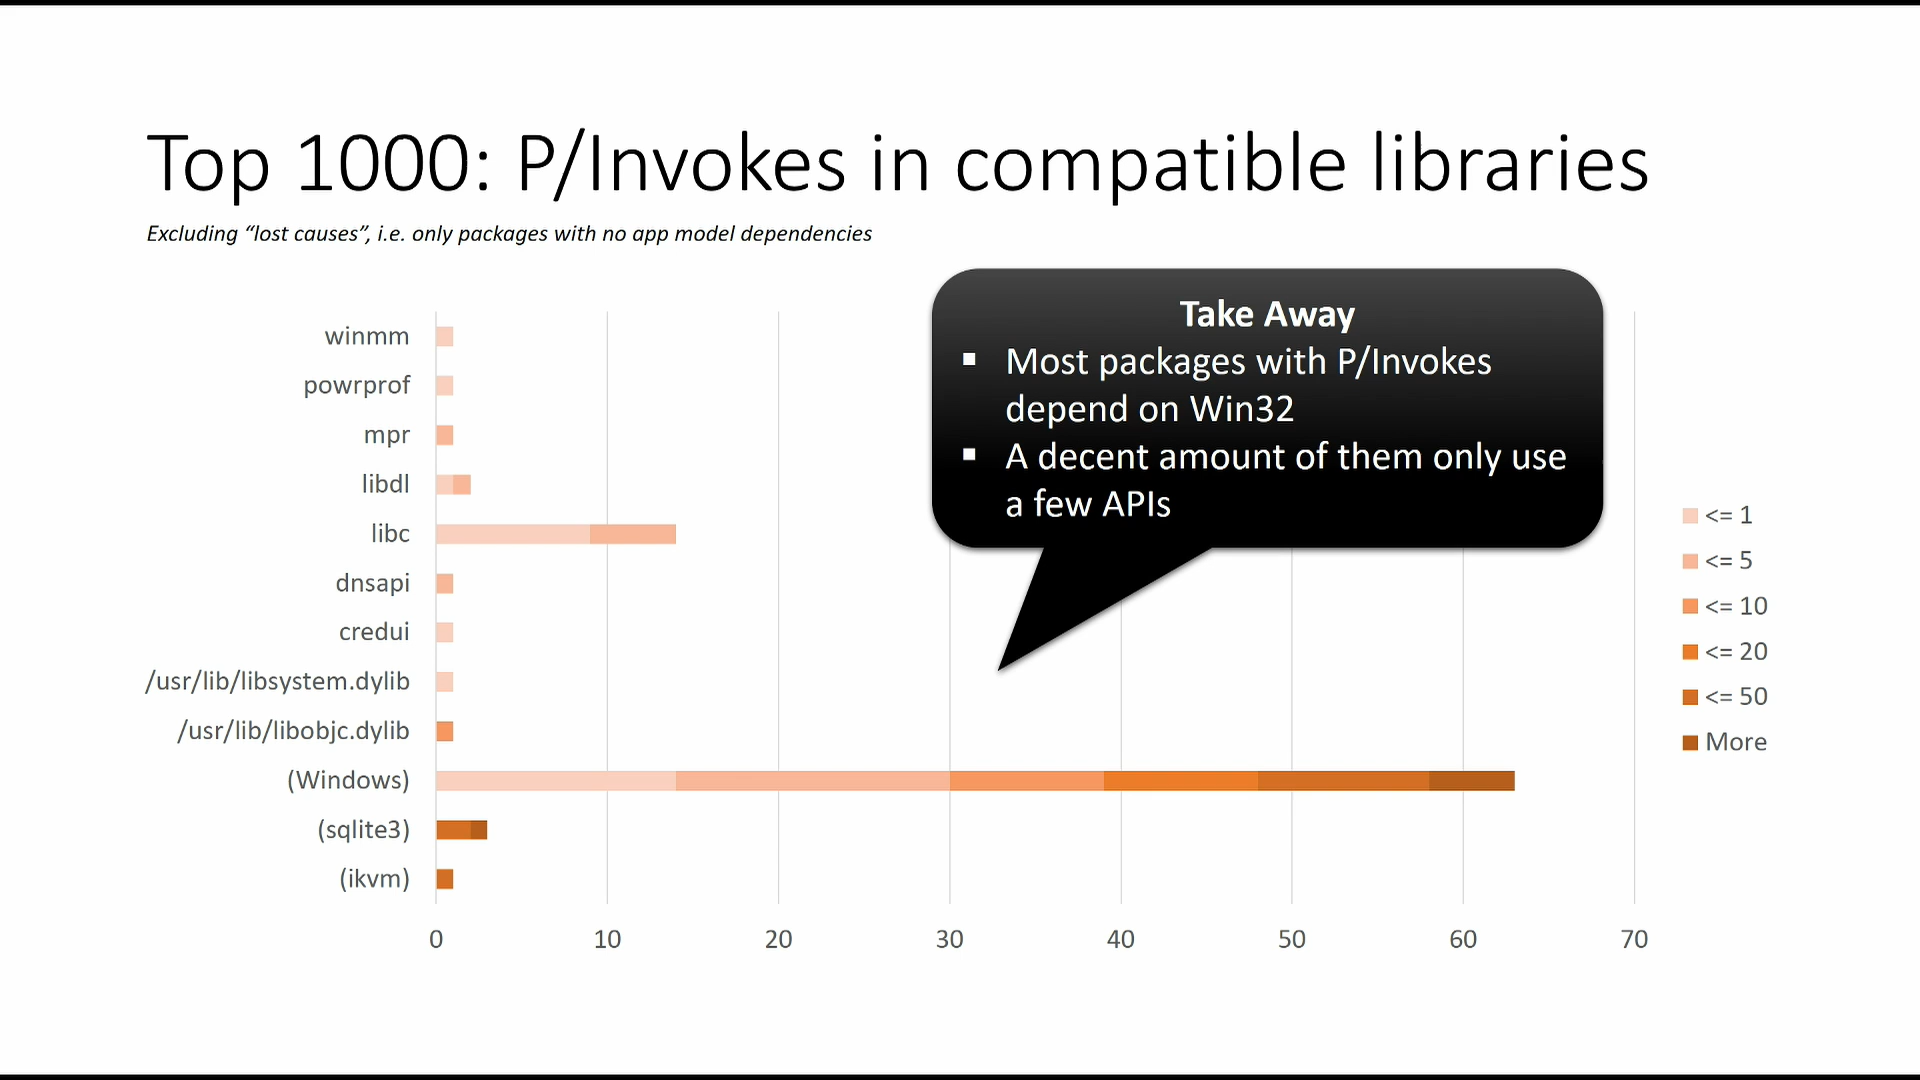 Top 1000: P/Invokes in compatible libraries
Excluding “lost causes”, i.e. only packages with no app model dependencies
Take Away
▪ Most packages with P/Invokes
depend on Win32
▪ A decent amount of them only use
a few APIs
winmm
powrprof
mpr
libdl
libc
dnsapi
credui
/usr/lib/libsystem.dylib
/usr/lib/libobjc.dylib
(Windows)
(sqlite3)
(ikvm)
0 10 20 30 40 50 60 70
<= 1
<= 5
<= 10
<= 20
<= 50
More